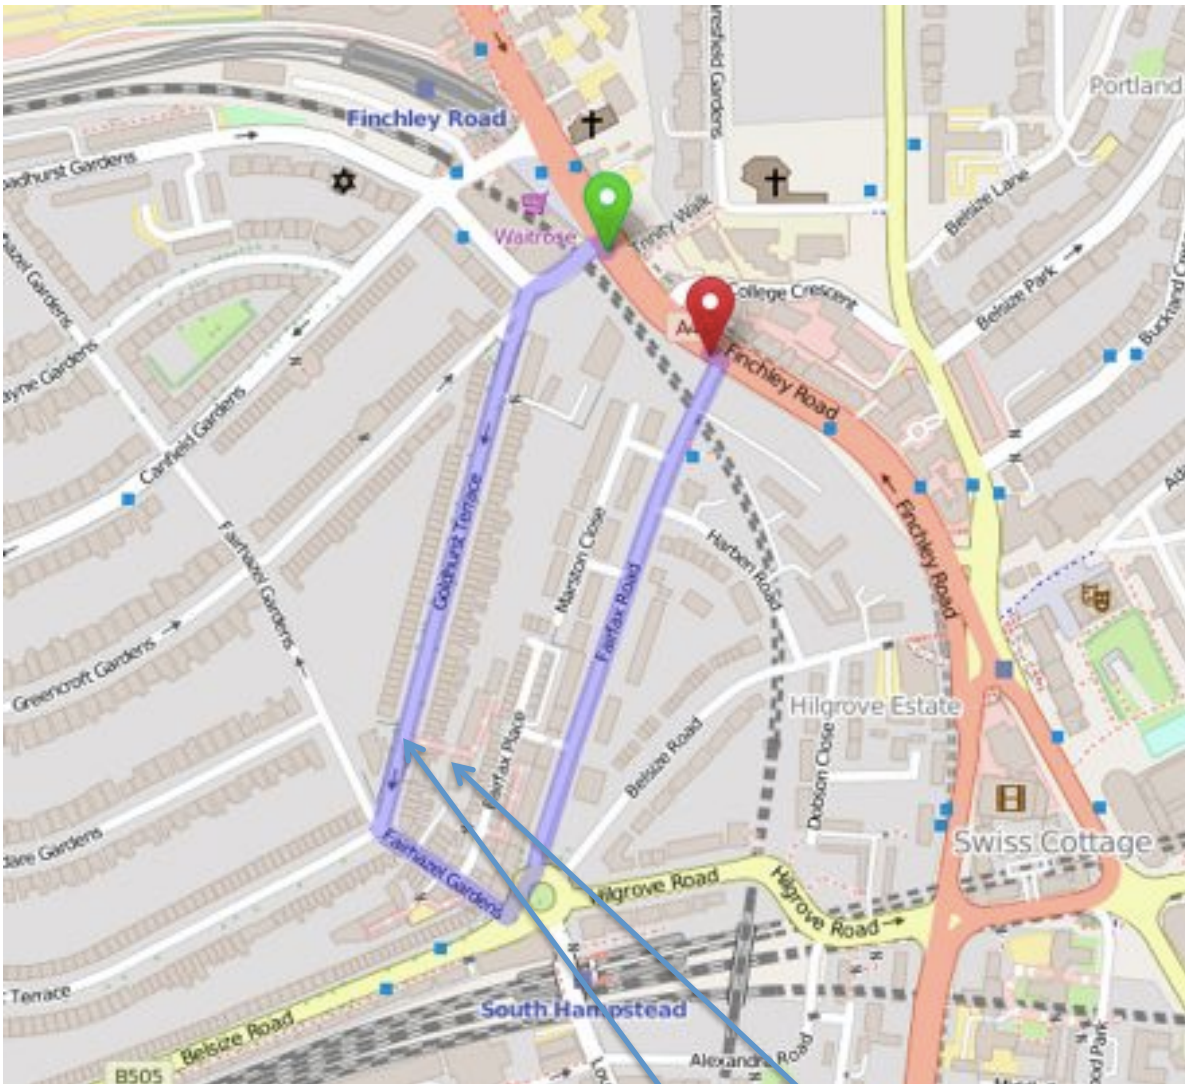 Finchley Road
Portland
Waitrose
Trinity Walk
College Crescent
Belsize Lane
Belsize Park
Finchley Road
Canfield Gardens
Goldhurst Terrace
Marston Close
Fairfax Road
Harben Road
Finchley Road
Fairhazel Gardens
Greencroft Gardens
Hilgrove Estate
Belsize Road
Dobson Close
Fairfax Place
Swiss Cottage
Fairhazel Gardens
Hilgrove Road
Hilgrove Road
Terrace
South Hampstead
Belsize Road
Alexandra Road
B505